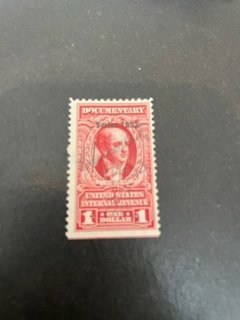 DOCUMENTARY
UNITED STATES
INTERNAL REVENUE
1 ONE 1
DOLLAR